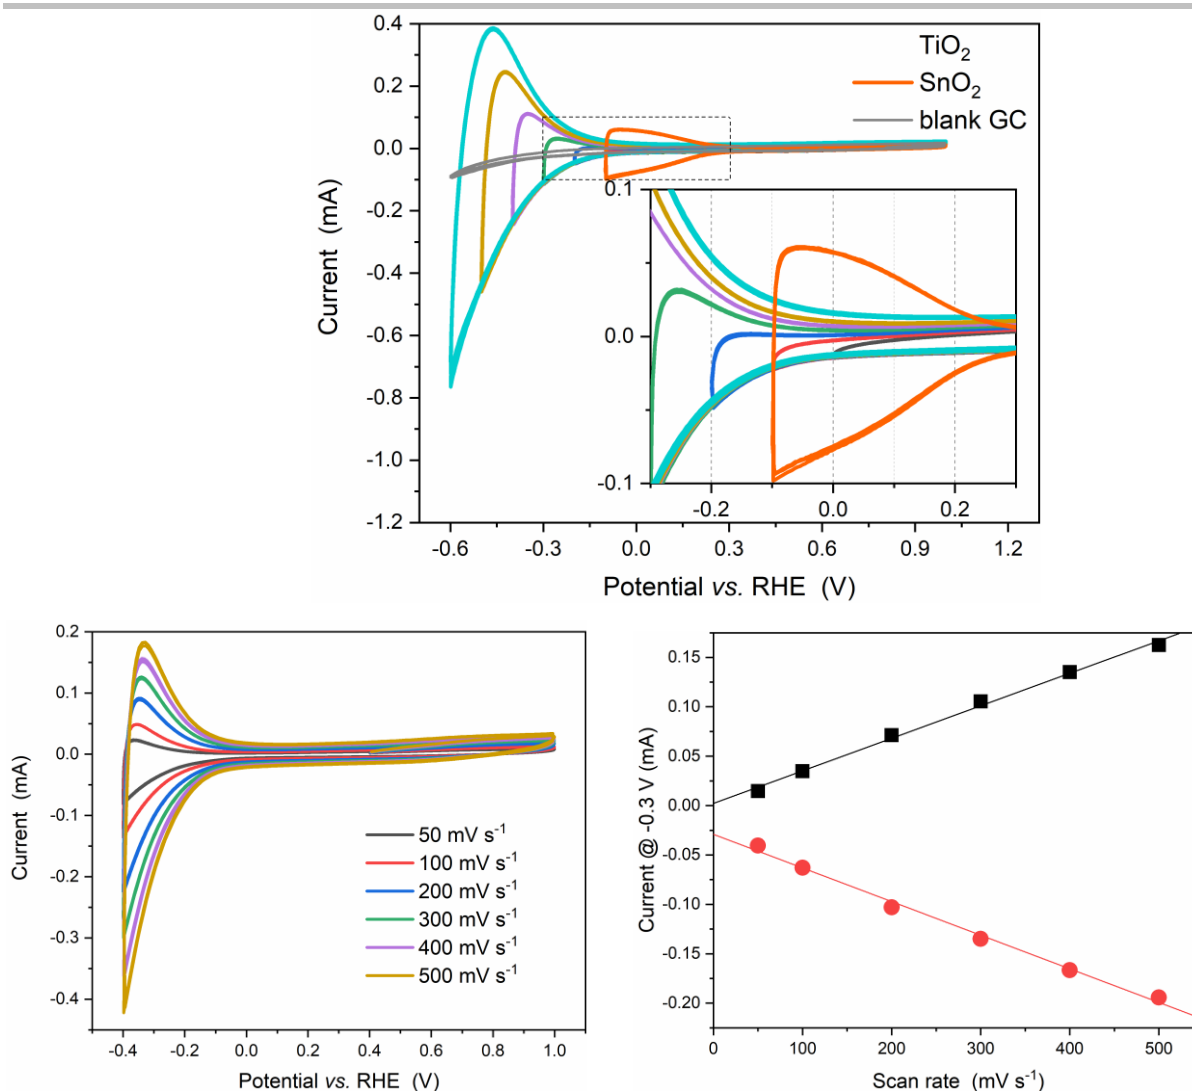 0.4
0.2
0.0
-0.2
-0.4
-0.6
-0.8
-1.0
-1.2
Current (mA)
TiO2
SnO2
blank GC
0.1
0.0
-0.1
-0.2 0.0 0.2
-0.6 -0.3 0.0 0.3 0.6 0.9 1.2
Potential vs. RHE (V)
0.2
0.1
0.0
-0.1
-0.2
-0.3
-0.4
Current (mA)
50 mV s-1
100 mV s-1
200 mV s-1
300 mV s-1
400 mV s-1
500 mV s-1
-0.4 -0.2 0.0 0.2 0.4 0.6 0.8 1.0
Potential vs. RHE (V)
0.15
0.10
0.05
0.00
-0.05
-0.10
-0.15
-0.20
Current @ -0.3 V (mA)
0 100 200 300 400 500
Scan rate (mV s-1)